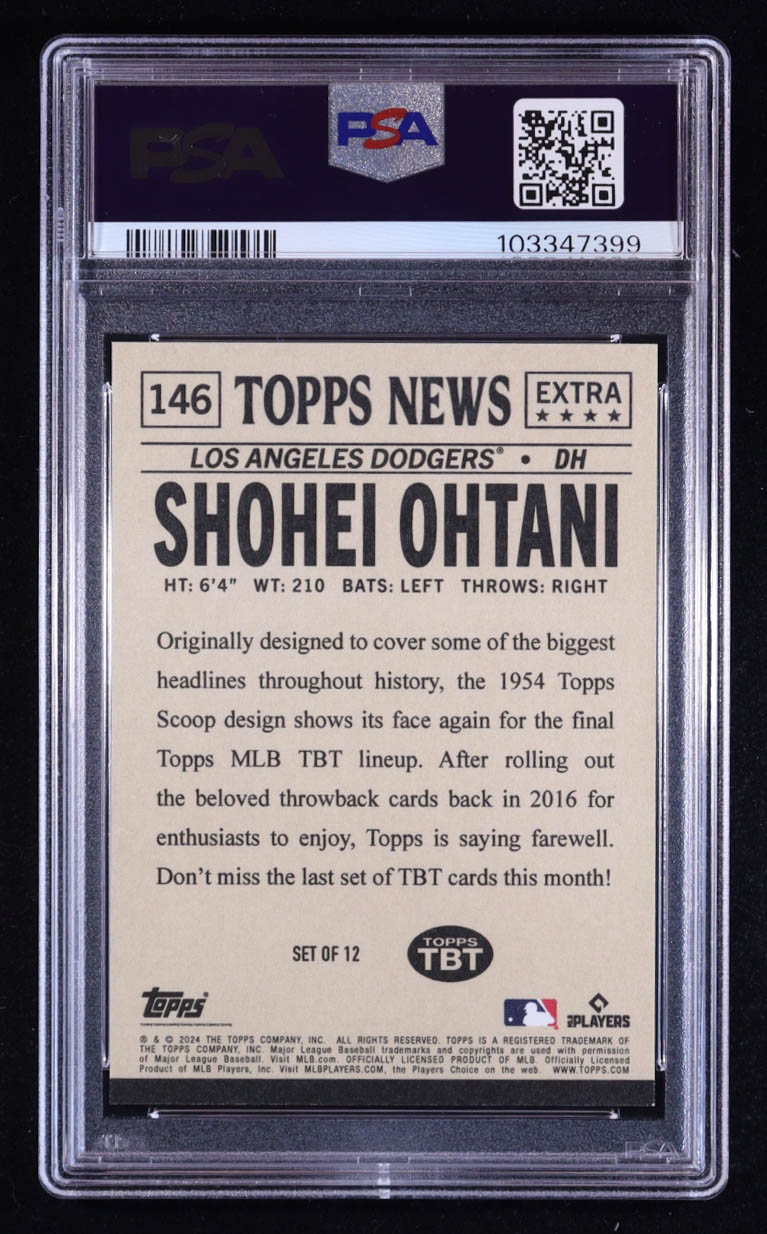 PSA
PSA
103347399
146 TOPPS NEWS EXTRA
★ ★ ★ ★
LOS ANGELES DODGERS® • DH
SHOHEI OHTANI
HT: 6'4" WT: 210 BATS: LEFT THROWS: RIGHT
Originally designed to cover some of the biggest
headlines throughout history, the 1954 Topps
Scoop design shows its face again for the final
Topps MLB TBT lineup. After rolling out
the beloved throwback cards back in 2016 for
enthusiasts to enjoy, Topps is saying farewell.
Don't miss the last set of TBT cards this month!
SET OF 12
TOPPS
TBT
Topps®
MLB PLAYERS
® & © 2024 THE TOPPS COMPANY, INC. ALL RIGHTS RESERVED. TOPPS IS A REGISTERED TRADEMARK OF
THE TOPPS COMPANY, INC. Major League Baseball trademarks and copyrights are used with permission
of Major League Baseball. Visit MLB.com. OFFICIALLY LICENSED PRODUCT OF MLB. Officially Licensed
Product of MLB Players, Inc. Visit MLBPLAYERS.COM, the Players Choice on the web. WWW.TOPPS.COM
PSA